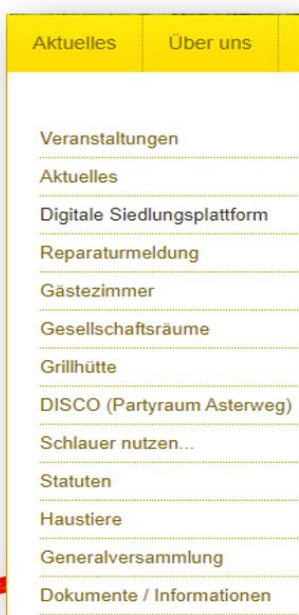 Aktuelles Über uns
Veranstaltungen
Aktuelles
Digitale Siedlungsplattform
Reparaturmeldung
Gästezimmer
Gesellschaftsräume
Grillhütte
DISCO (Partyraum Asterweg)
Schlauer nutzen...
Statuten
Haustiere
Generalversammlung
Dokumente / Informationen